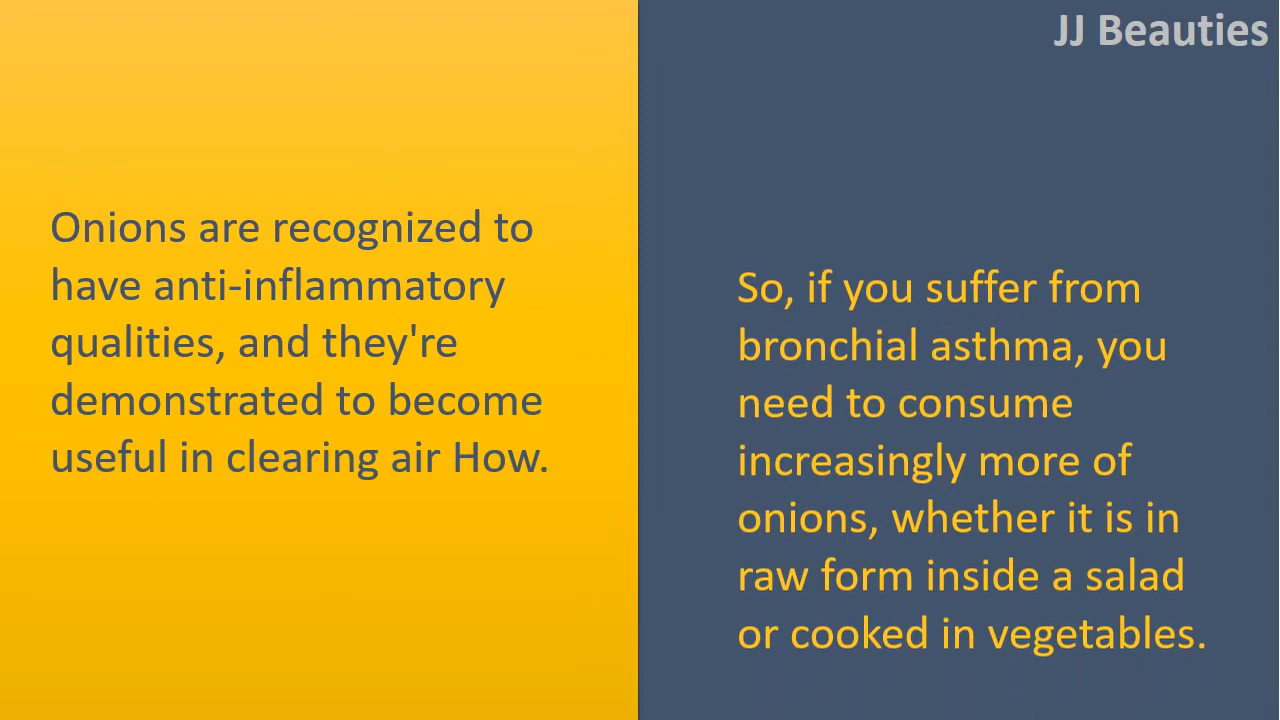 JJ Beauties
Onions are recognized to
have anti-inflammatory
qualities, and they're
demonstrated to become
useful in clearing air How.
So, if you suffer from
bronchial asthma, you
need to consume
increasingly more of
onions, whether it is in
raw form inside a salad
or cooked in vegetables.